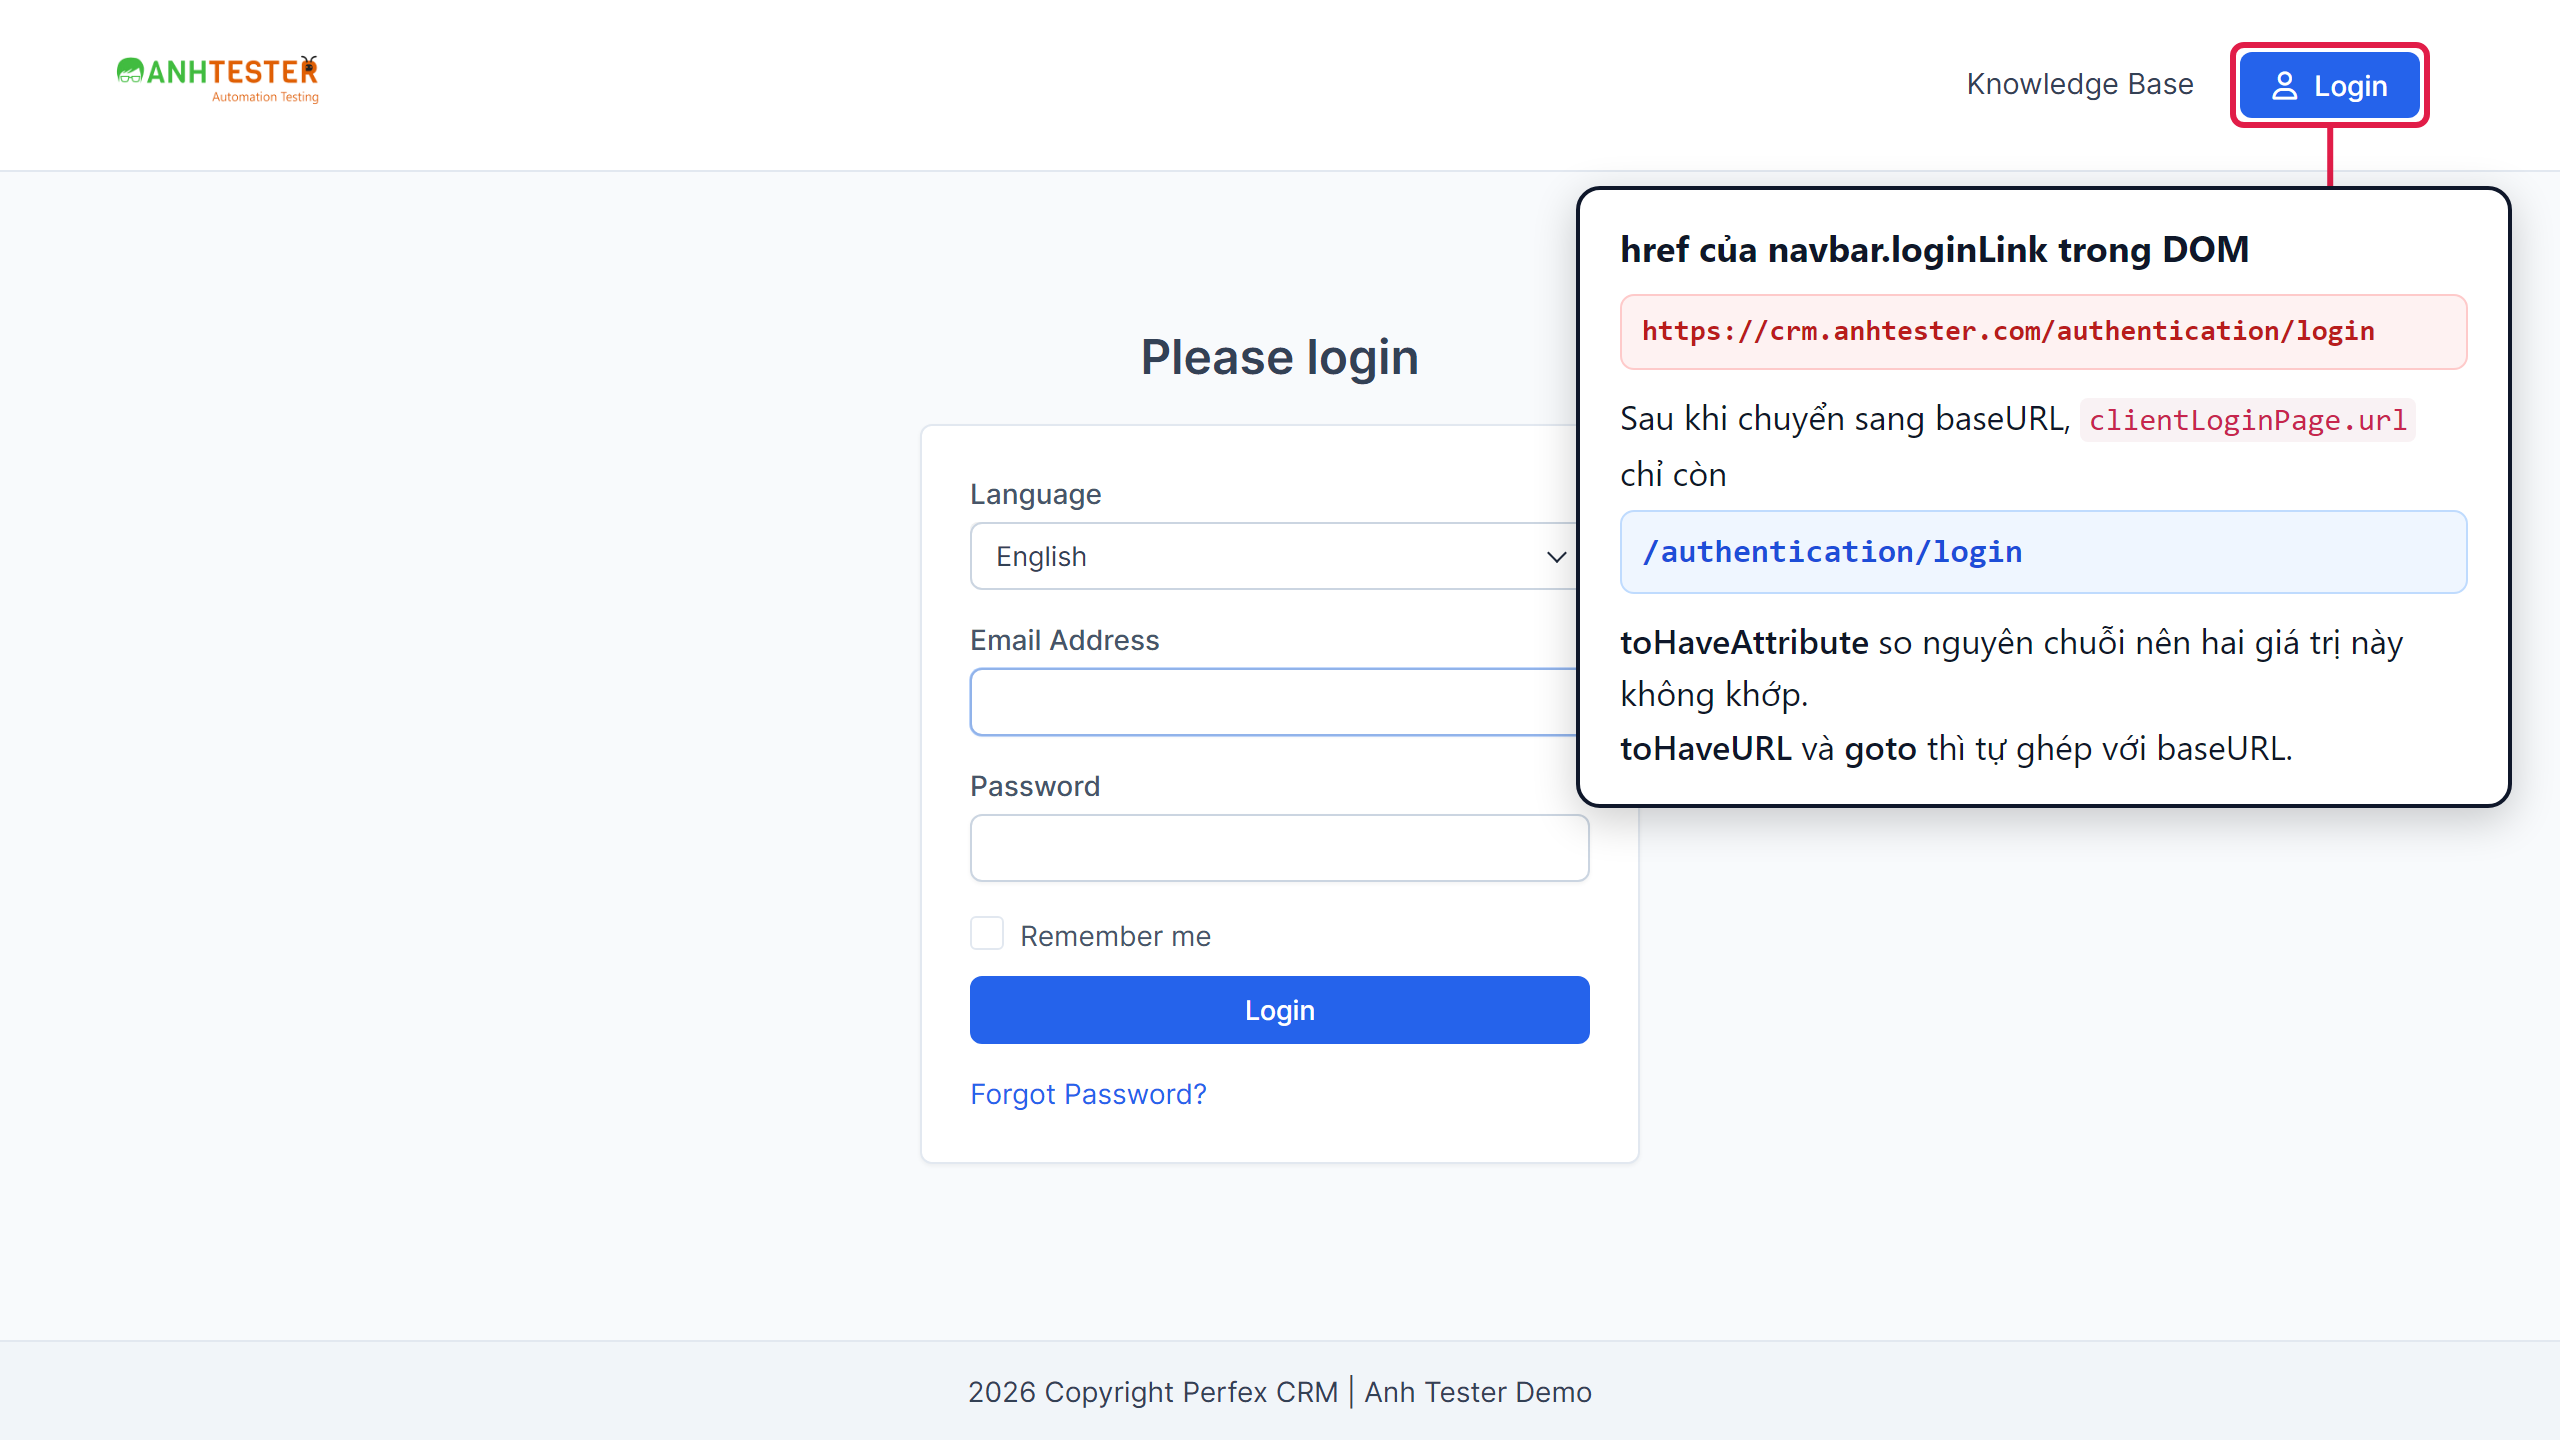 ANHTESTER
Automation Testing
Knowledge Base
Login
href của navbar.loginLink trong DOM
https://crm.anhtester.com/authentication/login
Sau khi chuyển sang baseURL, clientLoginPage.url
chỉ còn
/authentication/login
toHaveAttribute so nguyên chuỗi nên hai giá trị này
không khớp.
toHaveURL và goto thì tự ghép với baseURL.
Please login
Language
English
Email Address
Password
Remember me
Login
Forgot Password?
2026 Copyright Perfex CRM | Anh Tester Demo